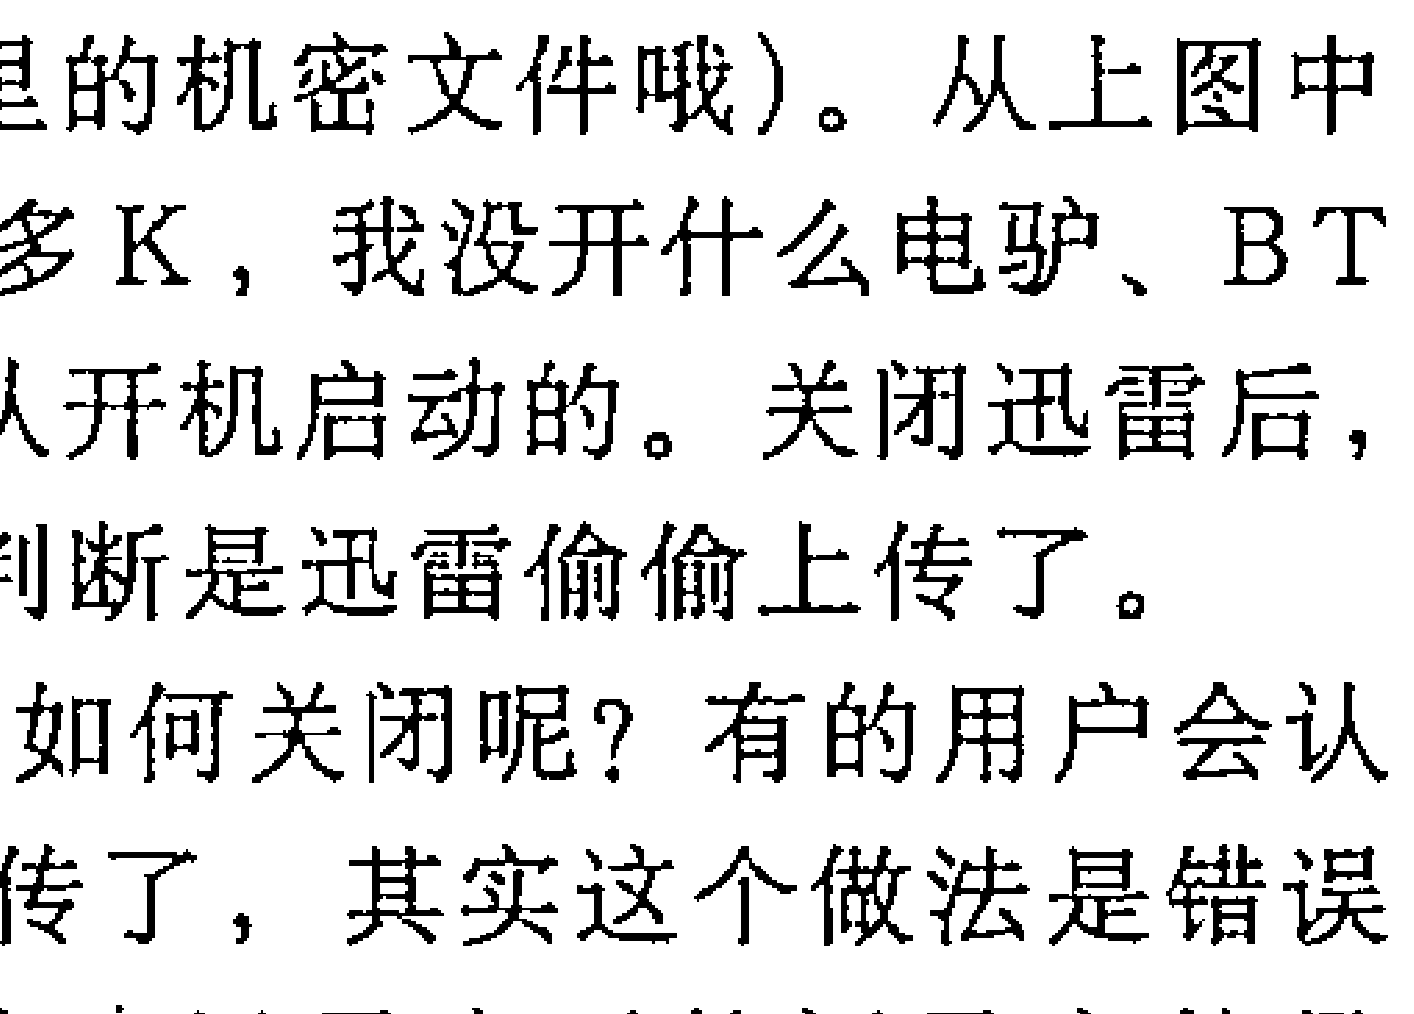 里的机密文件哦)。从上图中
多K，我没开什么电驴、BT
认开机启动的。关闭迅雷后，
判断是迅雷偷偷上传了。
如何关闭呢？有的用户会认
传了，其实这个做法是错误